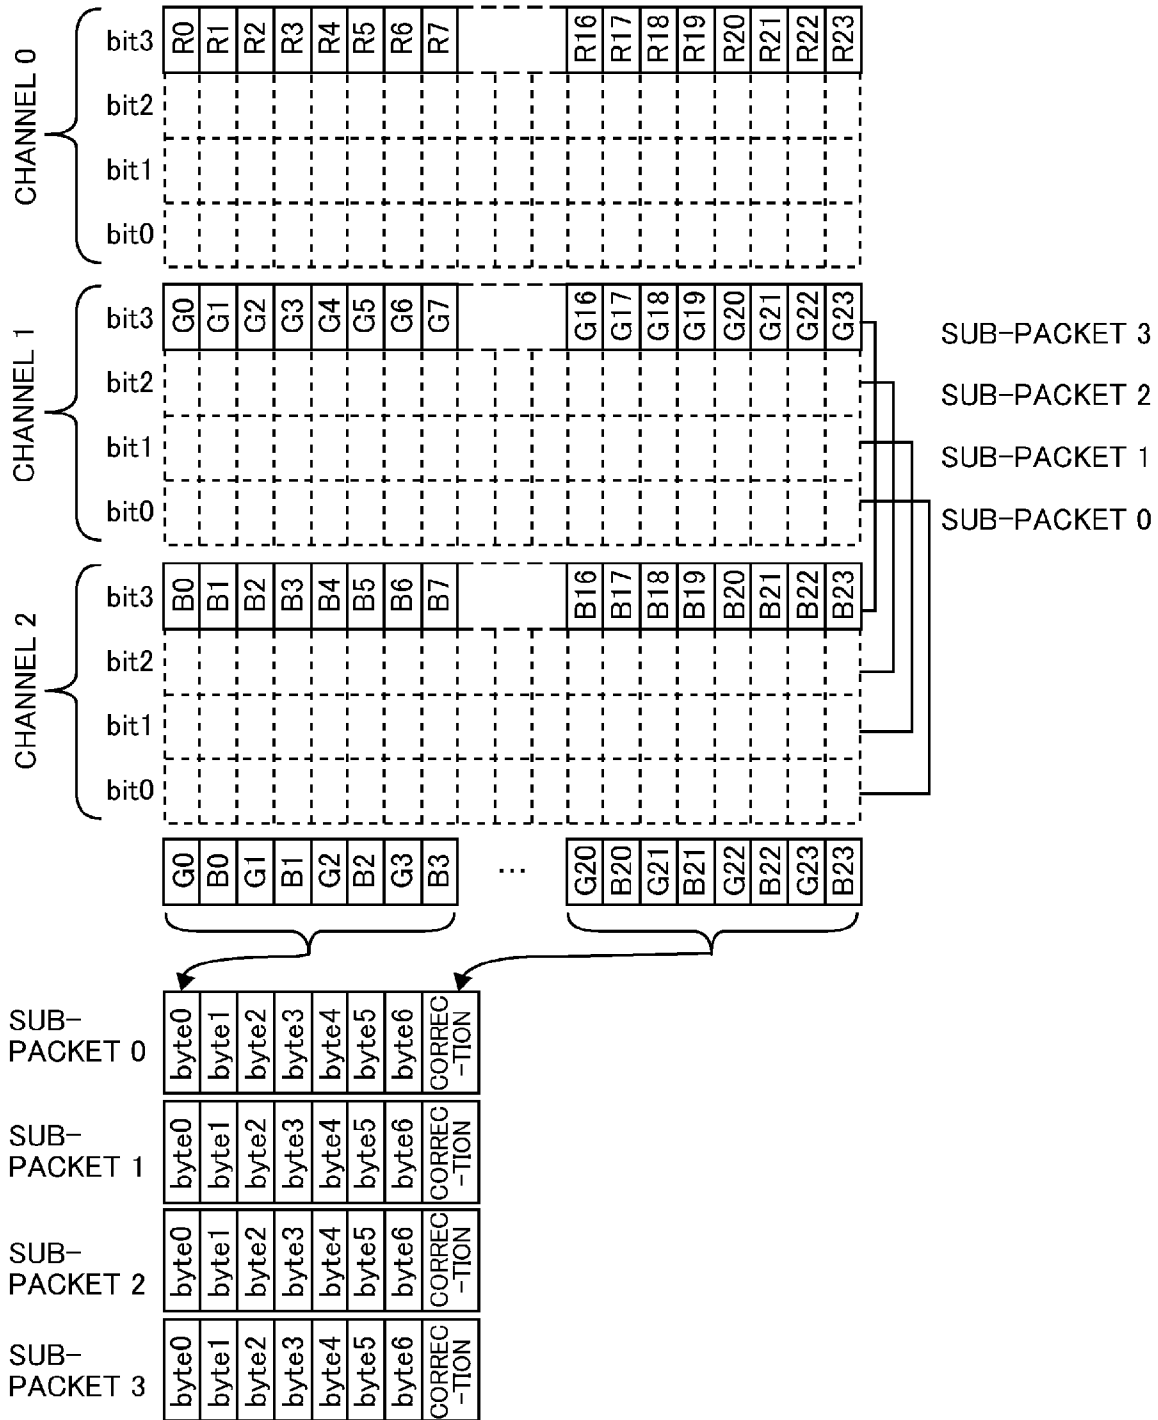 CHANNEL 0
bit3 R0 R1 R2 R3 R4 R5 R6 R7 R16 R17 R18 R19 R20 R21 R22 R23
bit2
bit1
bit0
CHANNEL 1
bit3 G0 G1 G2 G3 G4 G5 G6 G7 G16 G17 G18 G19 G20 G21 G22 G23
SUB-PACKET 3
bit2
SUB-PACKET 2
bit1
SUB-PACKET 1
bit0
SUB-PACKET 0
CHANNEL 2
bit3 B0 B1 B2 B3 B4 B5 B6 B7 B16 B17 B18 B19 B20 B21 B22 B23
bit2
bit1
bit0
G0 B0 G1 B1 G2 B2 G3 B3 ... G20 B20 G21 B21 G22 B22 G23 B23
SUB-
PACKET 0
byte0 byte1 byte2 byte3 byte4 byte5 byte6 CORREC
-TION
SUB-
PACKET 1
byte0 byte1 byte2 byte3 byte4 byte5 byte6 CORREC
-TION
SUB-
PACKET 2
byte0 byte1 byte2 byte3 byte4 byte5 byte6 CORREC
-TION
SUB-
PACKET 3
byte0 byte1 byte2 byte3 byte4 byte5 byte6 CORREC
-TION